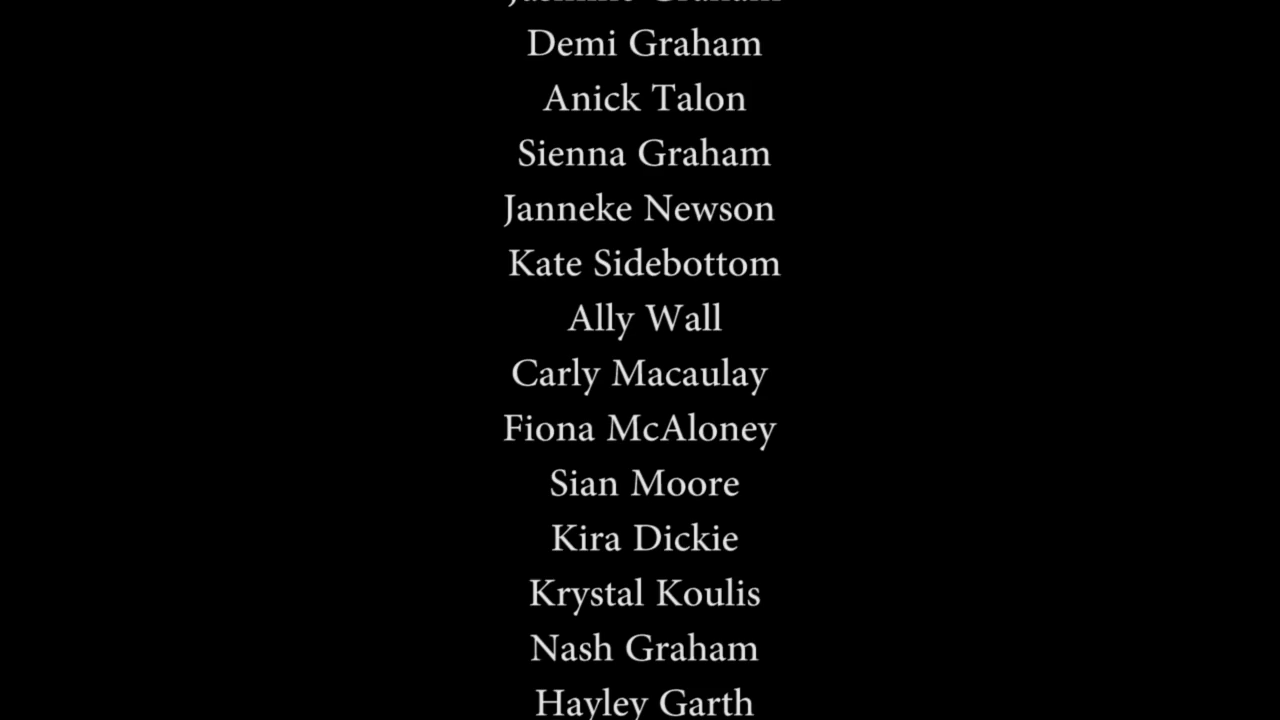 Demi Graham
Anick Talon
Sienna Graham
Janneke Newson
Kate Sidebottom
Ally Wall
Carly Macaulay
Fiona McAloney
Sian Moore
Kira Dickie
Krystal Koulis
Nash Graham
Hayley Garth